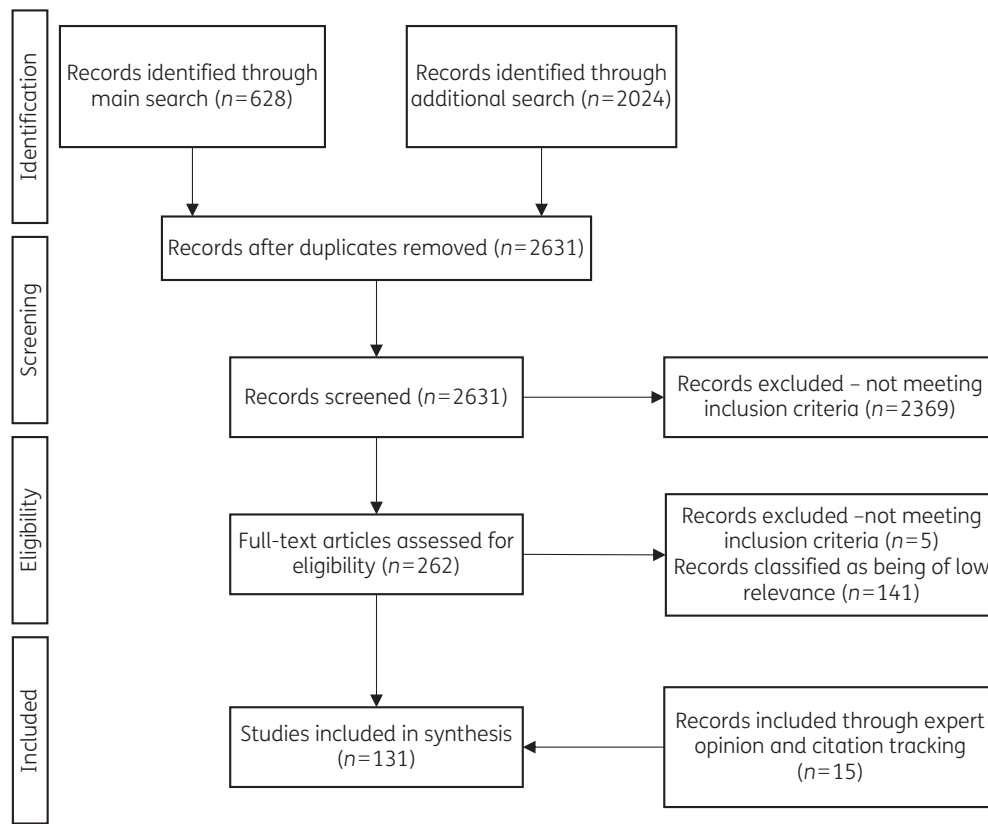 Identification
Records identified through
main search (n=628)
Records identified through
additional search (n=2024)
Records after duplicates removed (n=2631)
Screening
Records screened (n=2631)
Records excluded – not meeting
inclusion criteria (n=2369)
Eligibility
Full-text articles assessed for
eligibility (n=262)
Records excluded –not meeting
inclusion criteria (n=5)
Records classified as being of low
relevance (n=141)
Included
Studies included in synthesis
(n=131)
Records included through expert
opinion and citation tracking
(n=15)